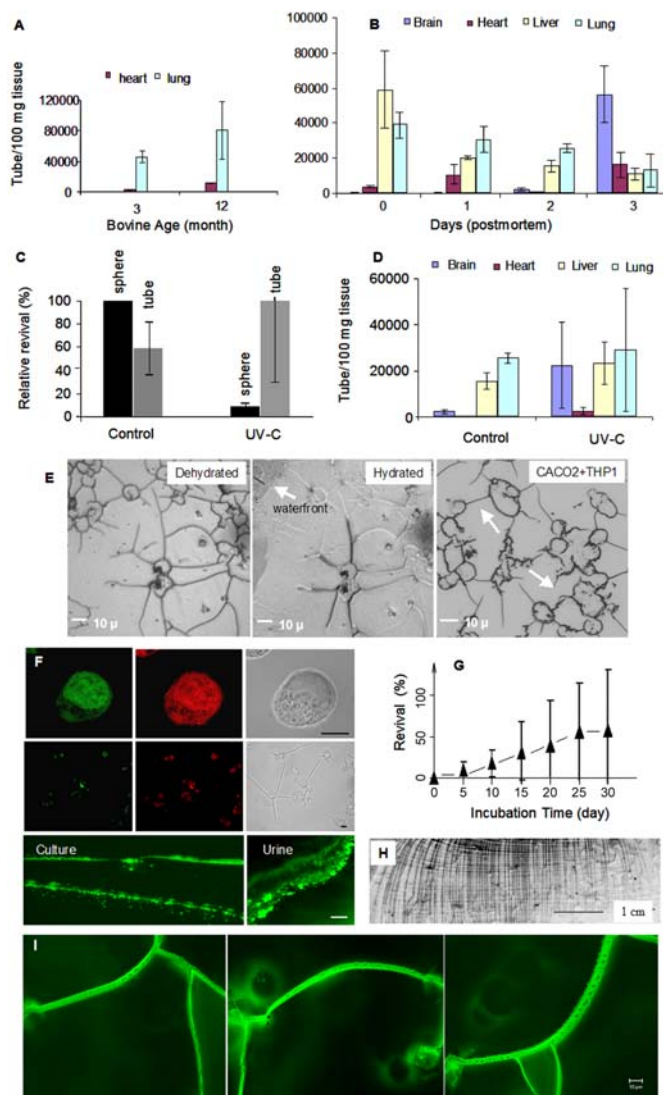 A
heart lung
Tube/100 mg tissue
120000
80000
40000
0
3 12
Bovine Age (month)
B
Brain Heart Liver Lung
60000
40000
20000
0
0 1 2 3
Days (postmortem)
C
Relative revival (%)
100
80
60
40
20
0
sphere
tube
sphere
tube
Control UV-C
D
Brain Heart Liver Lung
Tube/100 mg tissue
60000
40000
20000
0
Control UV-C
E
Dehydrated
10 µ
Hydrated
waterfront
10 µ
CACO2+THP1
10 µ
F
Culture
Urine
G
Revival (%)
100
50
0
0 5 10 15 20 25 30
Incubation Time (day)
H
1 cm
I